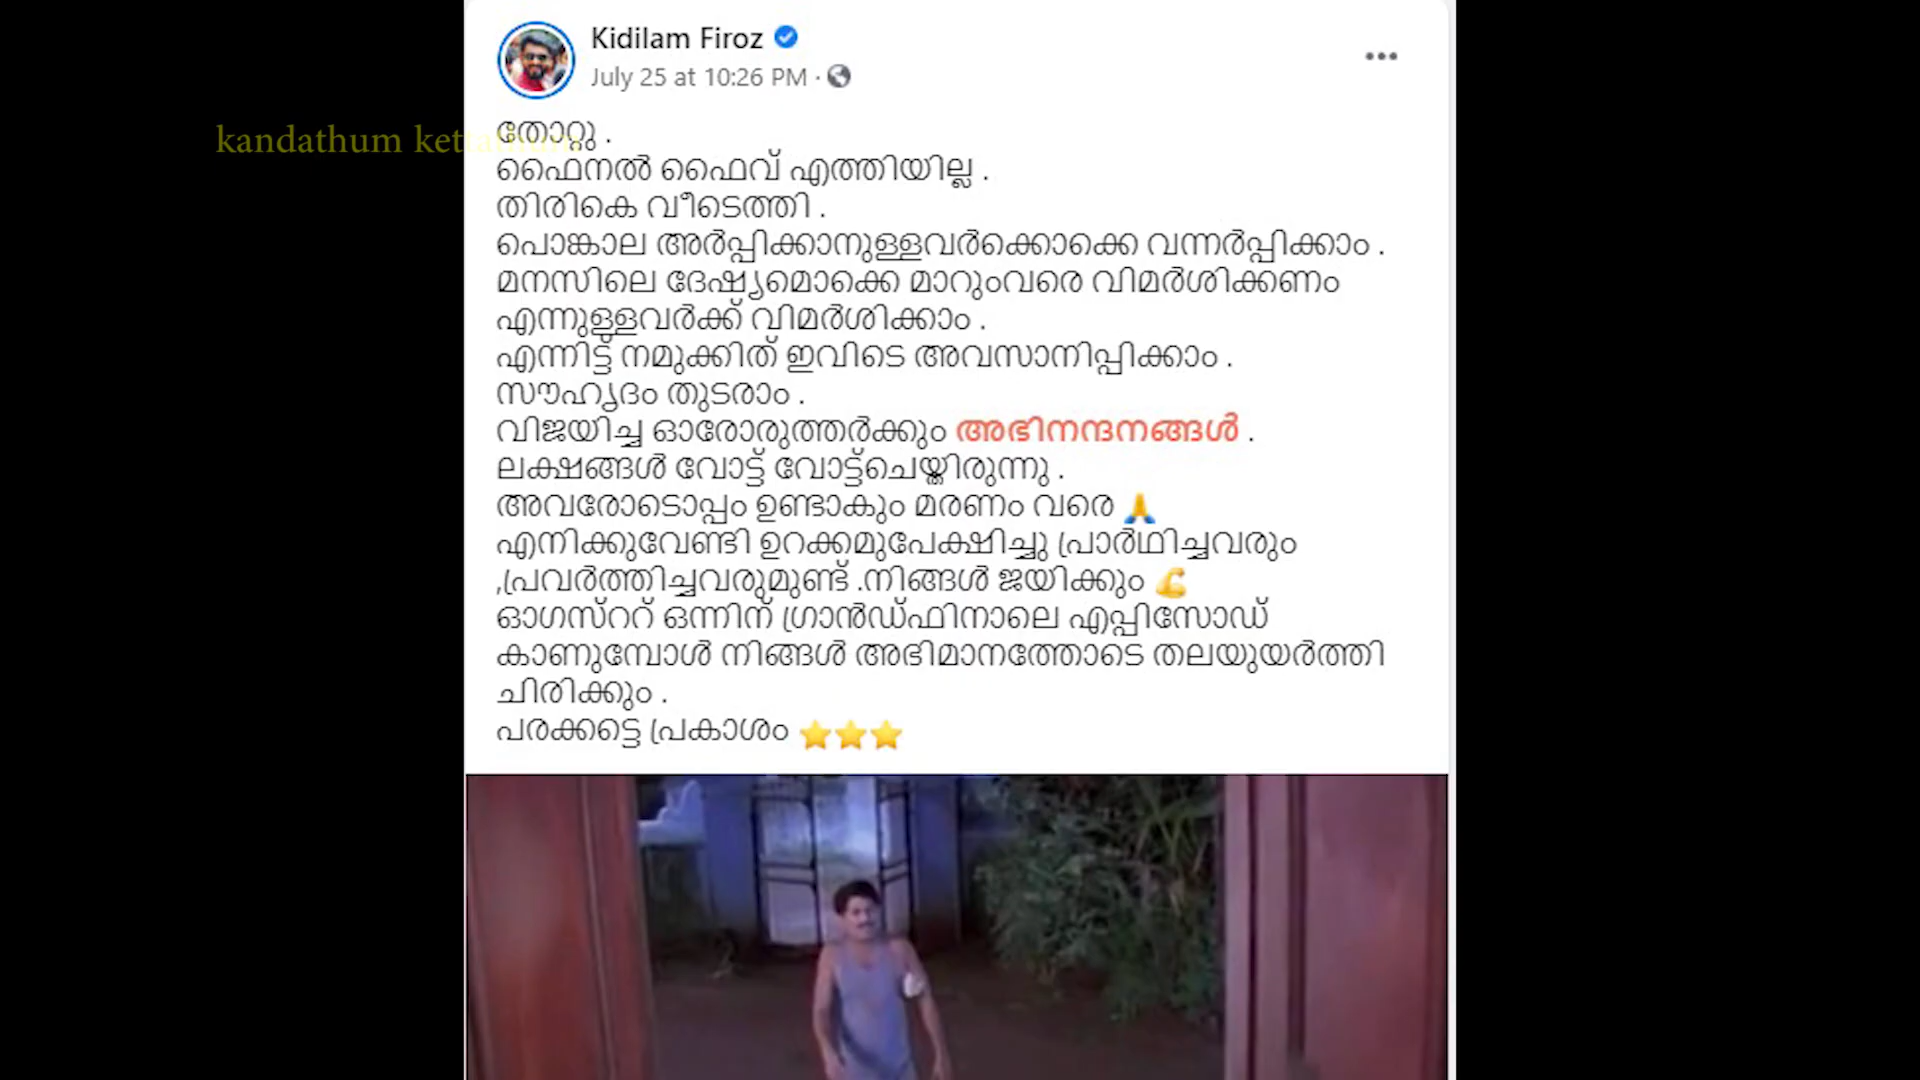 Kidilam Firoz
July 25 at 10:26 PM ·
kandathum ketrathum
തോറ്റു .
ഫൈനൽ ഫൈവ് എത്തിയില്ല .
തിരികെ വീടെത്തി .
പൊങ്കാല അർപ്പിക്കാനുള്ളവർക്കൊക്കെ വന്നർപ്പിക്കാം .
മനസിലെ ദേഷ്യമൊക്കെ മാറുംവരെ വിമർശിക്കണം
എന്നുള്ളവർക്ക് വിമർശിക്കാം .
എന്നിട്ട് നമുക്കിത് ഇവിടെ അവസാനിപ്പിക്കാം .
സൗഹൃദം തുടരാം .
വിജയിച്ച ഓരോരുത്തർക്കും അഭിനന്ദനങ്ങൾ .
ലക്ഷങ്ങൾ വോട്ട് വോട്ട്ചെയ്തിരുന്നു .
അവരോടൊപ്പം ഉണ്ടാകും മരണം വരെ 🙏
എനിക്കുവേണ്ടി ഉറക്കമുപേക്ഷിച്ചു പ്രാർഥിച്ചവരും
,പ്രവർത്തിച്ചവരുമുണ്ട് .നിങ്ങൾ ജയിക്കും 💪
ഓഗസ്ററ് ഒന്നിന് ഗ്രാൻഡ്ഫിനാലെ എപ്പിസോഡ്
കാണുമ്പോൾ നിങ്ങൾ അഭിമാനത്തോടെ തലയുയർത്തി
ചിരിക്കും .
പരക്കട്ടെ പ്രകാശം ⭐⭐⭐